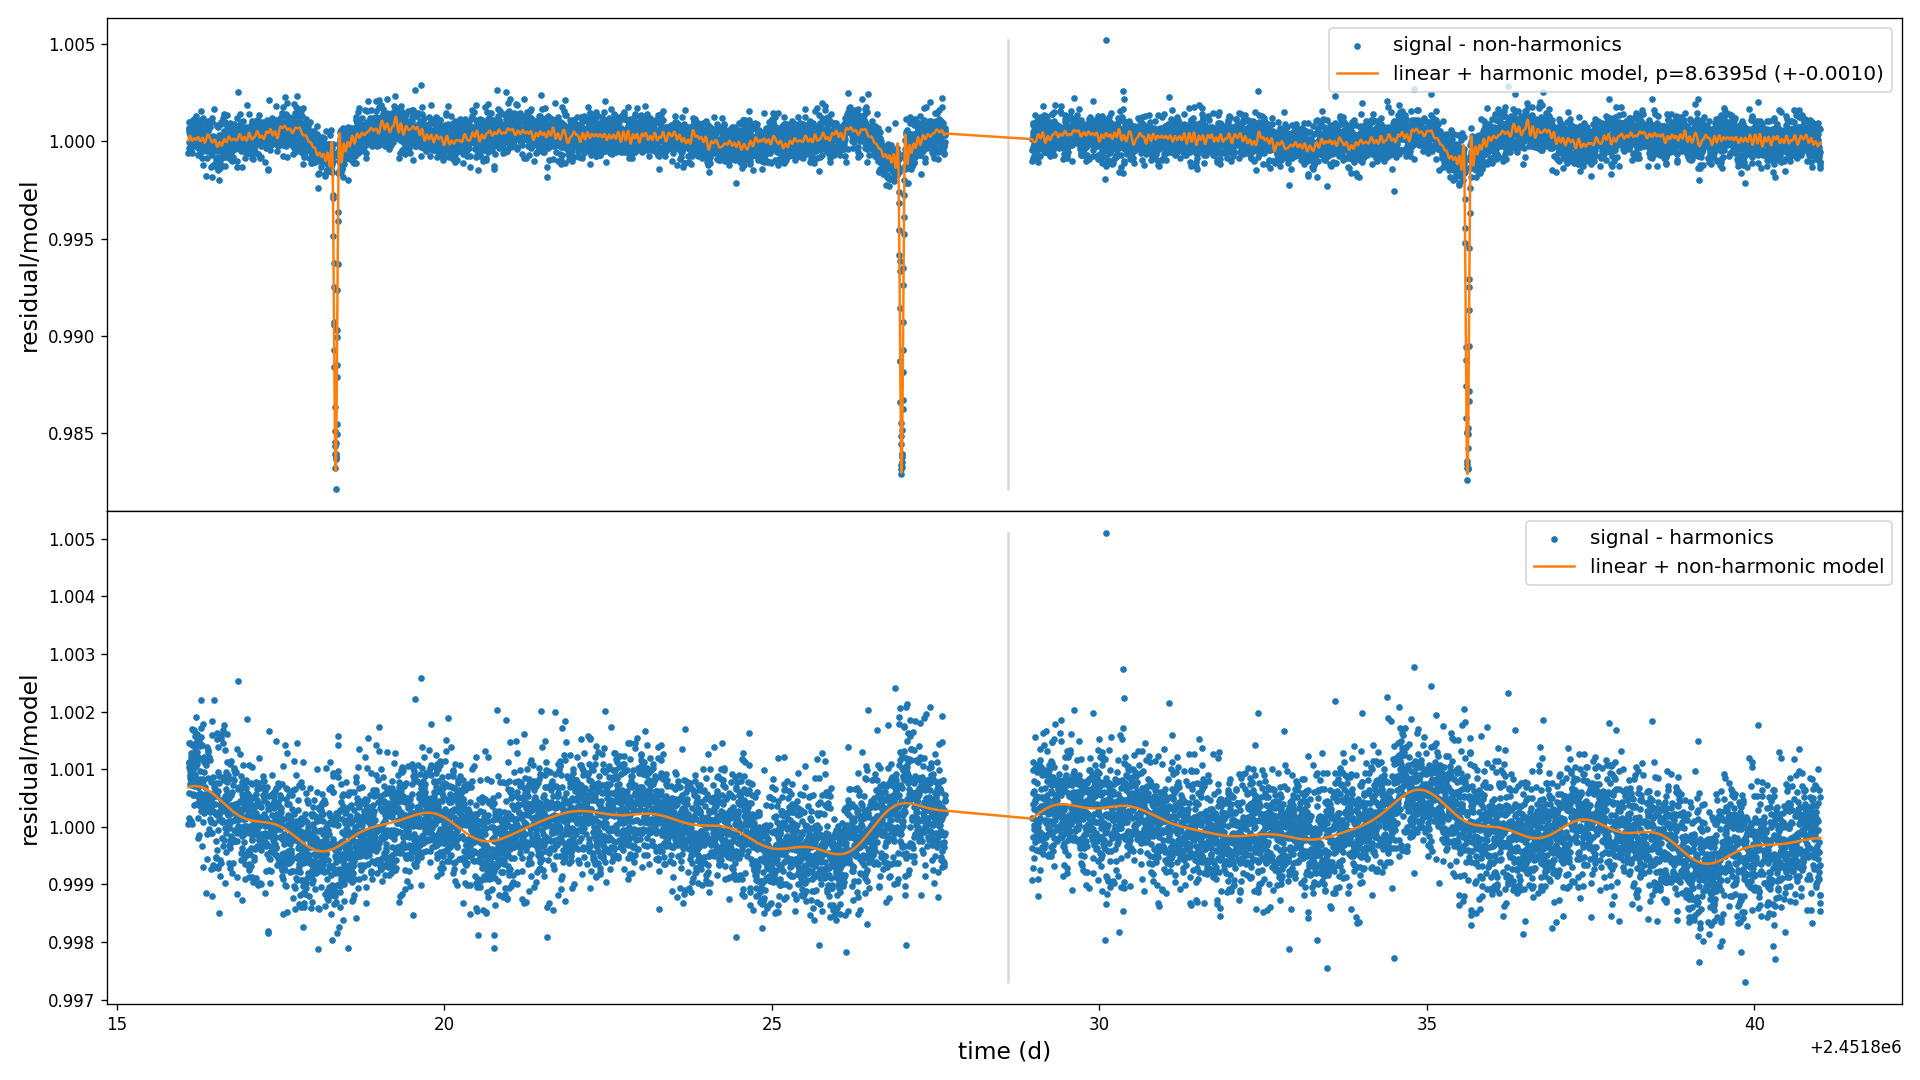 signal - non-harmonics
linear + harmonic model, p=8.6395d (+-0.0010)
1.005
1.000
0.995
0.990
0.985
residual/model
signal - harmonics
linear + non-harmonic model
1.005
1.004
1.003
1.002
1.001
1.000
0.999
0.998
0.997
residual/model
15 20 25 30 35 40
time (d)
+2.4518e6